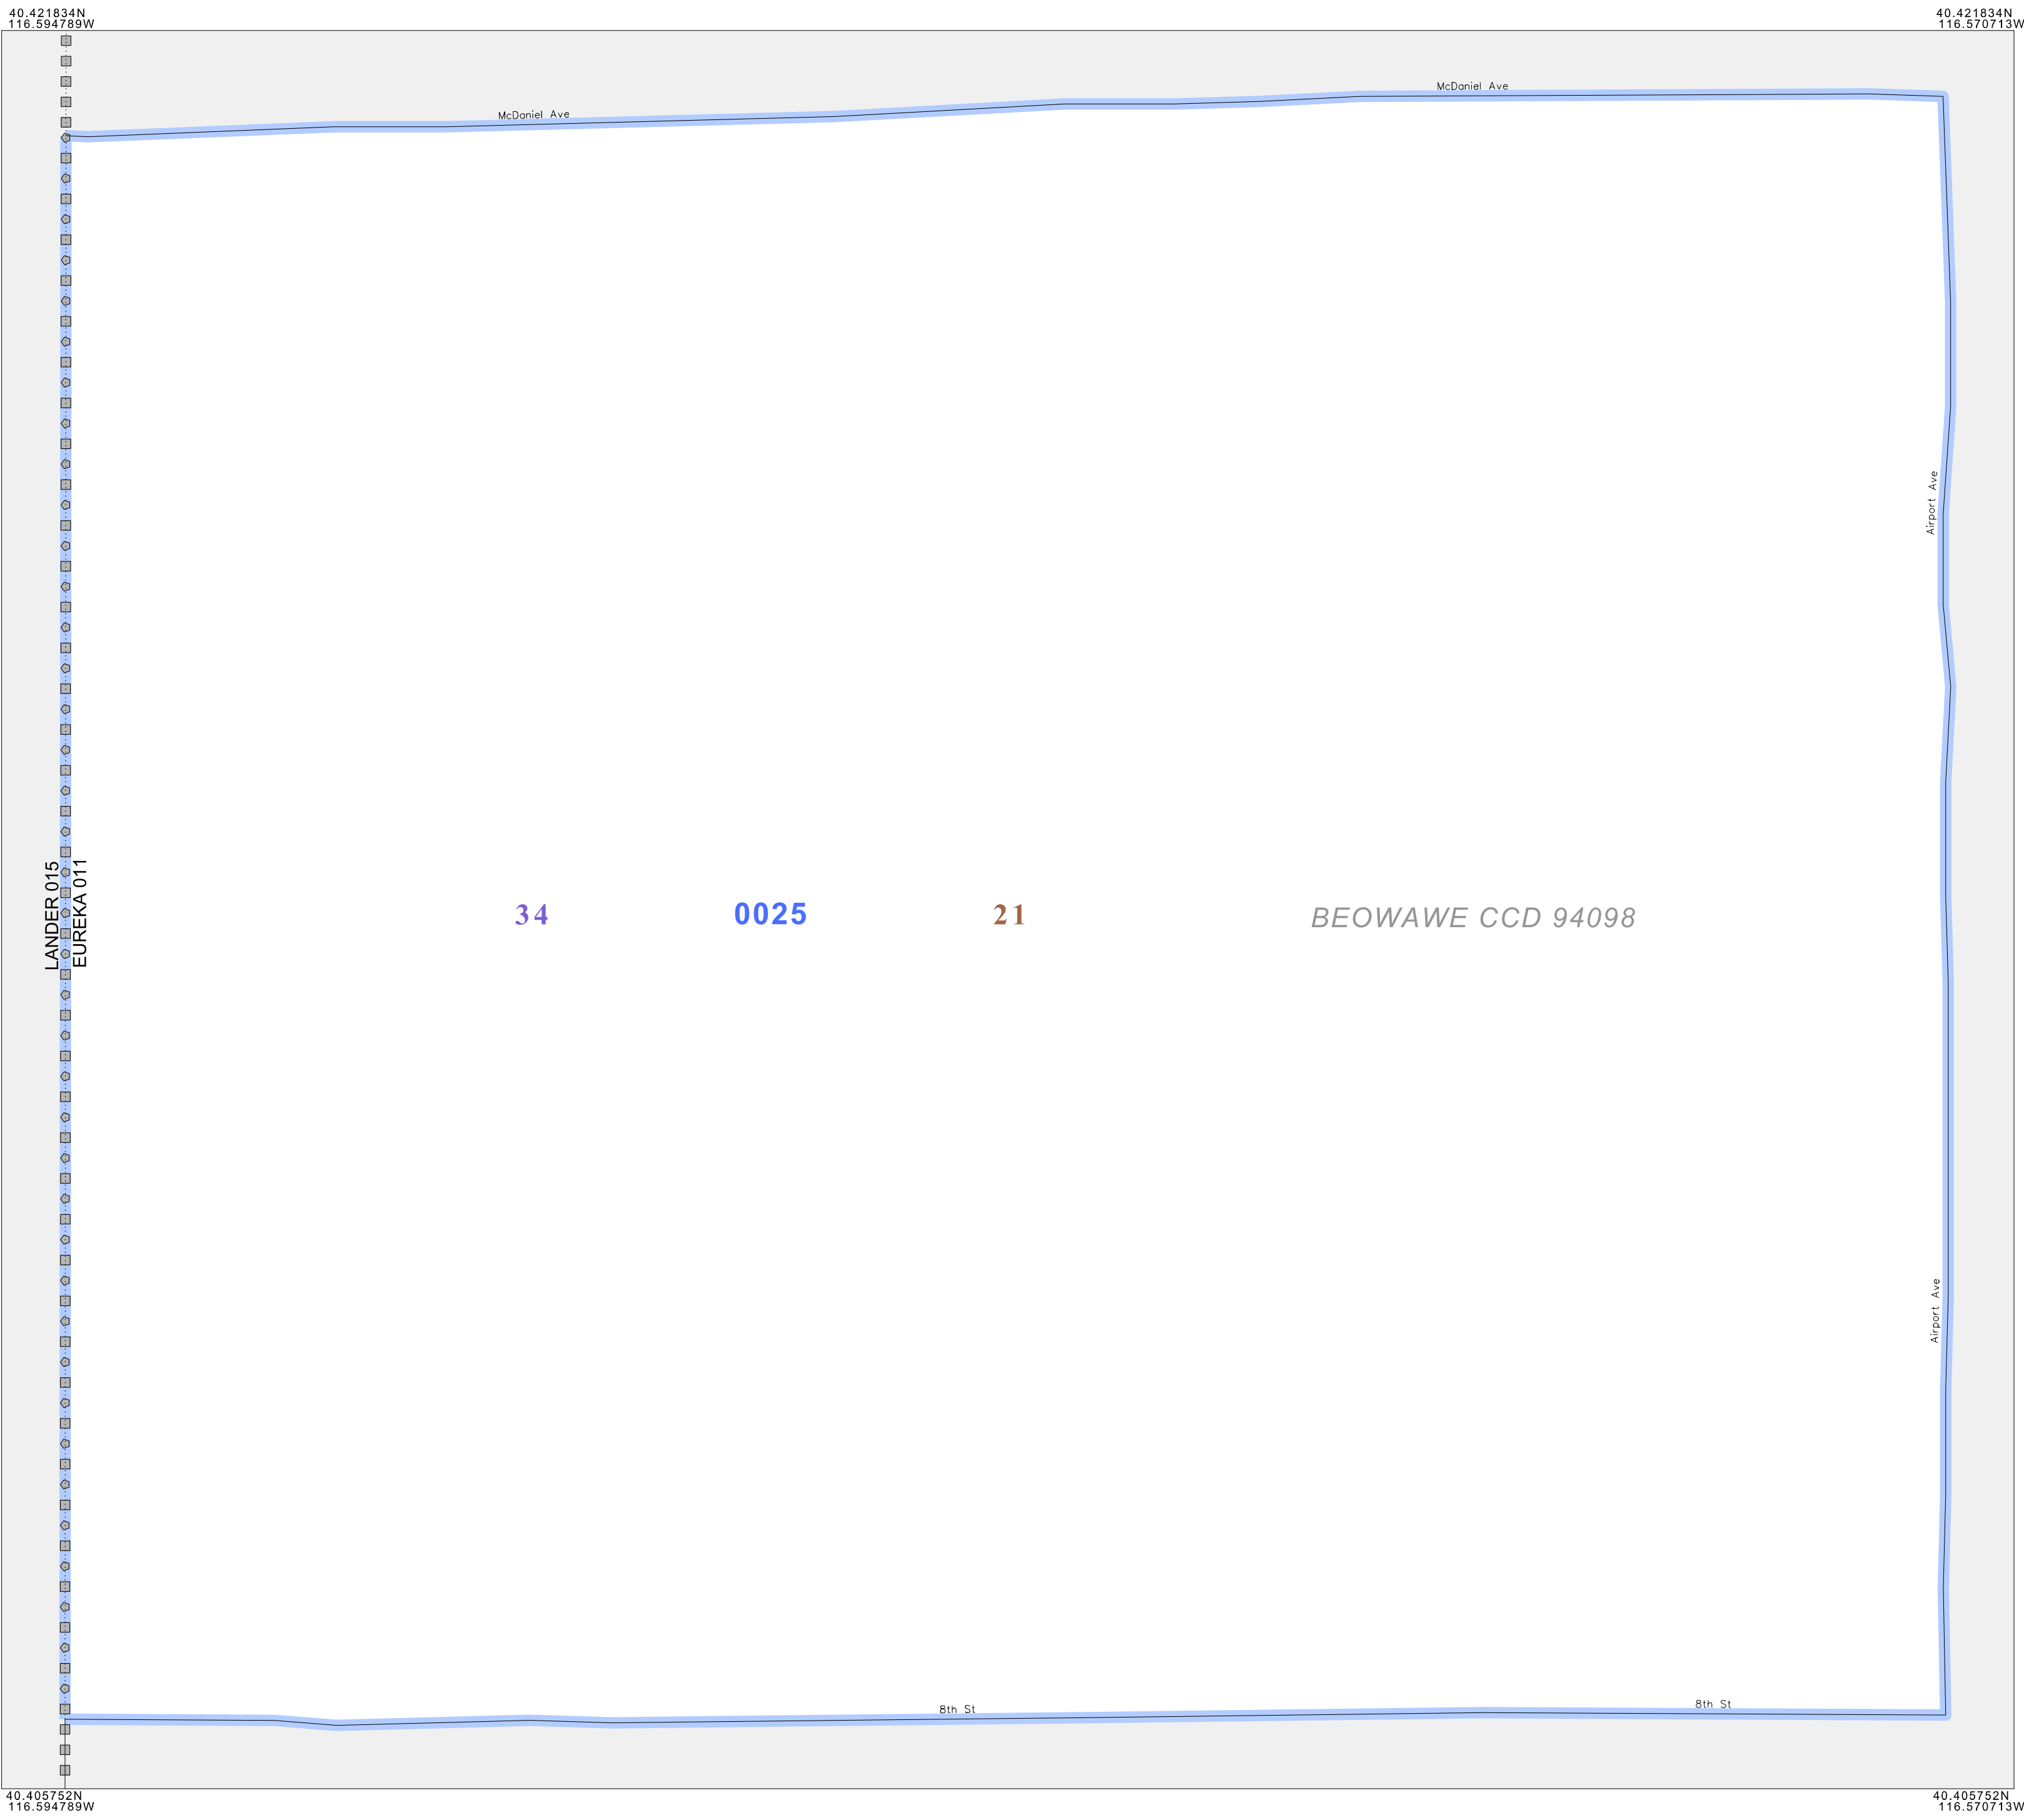 40.421834N
116.594789W
40.421834N
116.570713W
McDaniel Ave
McDaniel Ave
Airport Ave
LANDER 015
EUREKA 011
34
0025
21
BEOWAWE CCD 94098
Airport Ave
8th St
8th St
40.405752N
116.594789W
40.405752N
116.570713W